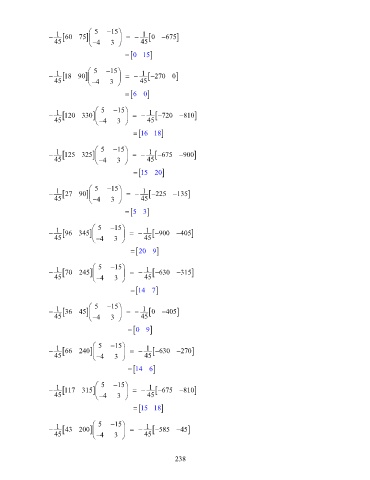 -1/45[60 75](5 -15 -4 3) = -1/45[0 -675]
=[0 15]
-1/45[18 90](5 -15 -4 3) = -1/45[-270 0]
=[6 0]
-1/45[120 330](5 -15 -4 3) = -1/45[-720 -810]
=[16 18]
-1/45[125 325](5 -15 -4 3) = -1/45[-675 -900]
=[15 20]
-1/45[27 90](5 -15 -4 3) = -1/45[-225 -135]
=[5 3]
-1/45[96 345](5 -15 -4 3) = -1/45[-900 -405]
=[20 9]
-1/45[70 245](5 -15 -4 3) = -1/45[-630 -315]
=[14 7]
=1/45[36 45](5 -15 -4 3) = -1/45[0 -405]
=[0 9]
-1/45[66 240](5 -15 -4 3) = -1/45[-630 -270]
=[14 6]
-1/45[117 315](5 -15 -4 3) = -1/45[-675 -810]
=[15 18]
-1/45[43 200](5 -15 -4 3) = -1/45[-585 -45]
238